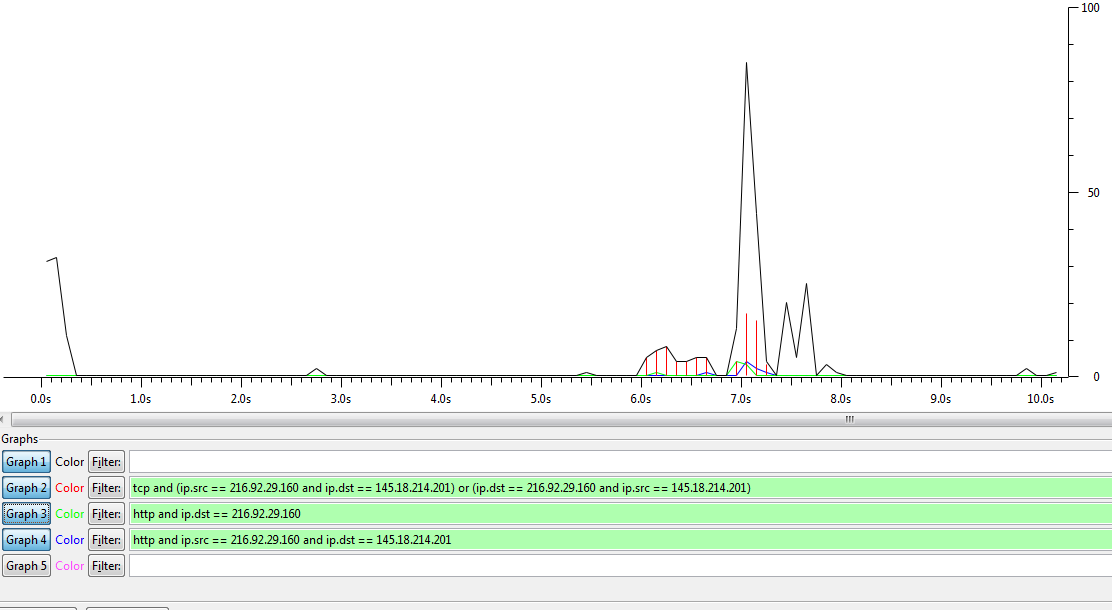 100
50
0
0.0s 1.0s 2.0s 3.0s 4.0s 5.0s 6.0s 7.0s 8.0s 9.0s 10.0s
Graphs
Graph 1 Color Filter:
Graph 2 Color Filter: tcp and (ip.src == 216.92.29.160 and ip.dst == 145.18.214.201) or (ip.dst == 216.92.29.160 and ip.src == 145.18.214.201)
Graph 3 Color Filter: http and ip.dst == 216.92.29.160
Graph 4 Color Filter: http and ip.src == 216.92.29.160 and ip.dst == 145.18.214.201
Graph 5 Color Filter: